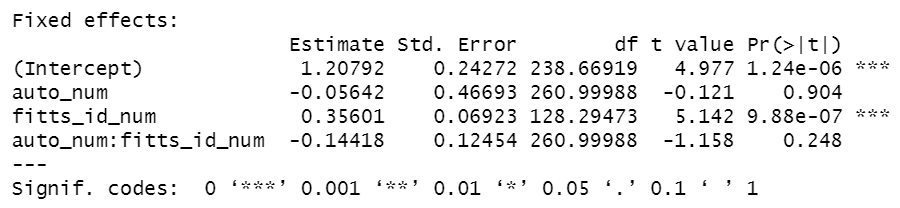 Fixed effects:
                       Estimate Std. Error        df t value Pr(>|t|)
(Intercept)             1.20792    0.24272 238.66919   4.977 1.24e-06 ***
auto_num               -0.05642    0.46693 260.99988  -0.121    0.904
fitts_id_num            0.35601    0.06923 128.29473   5.142 9.88e-07 ***
auto_num:fitts_id_num  -0.14418    0.12454 260.99988  -1.158    0.248
---
Signif. codes:  0 ‘***’ 0.001 ‘**’ 0.01 ‘*’ 0.05 ‘.’ 0.1 ‘ ’ 1